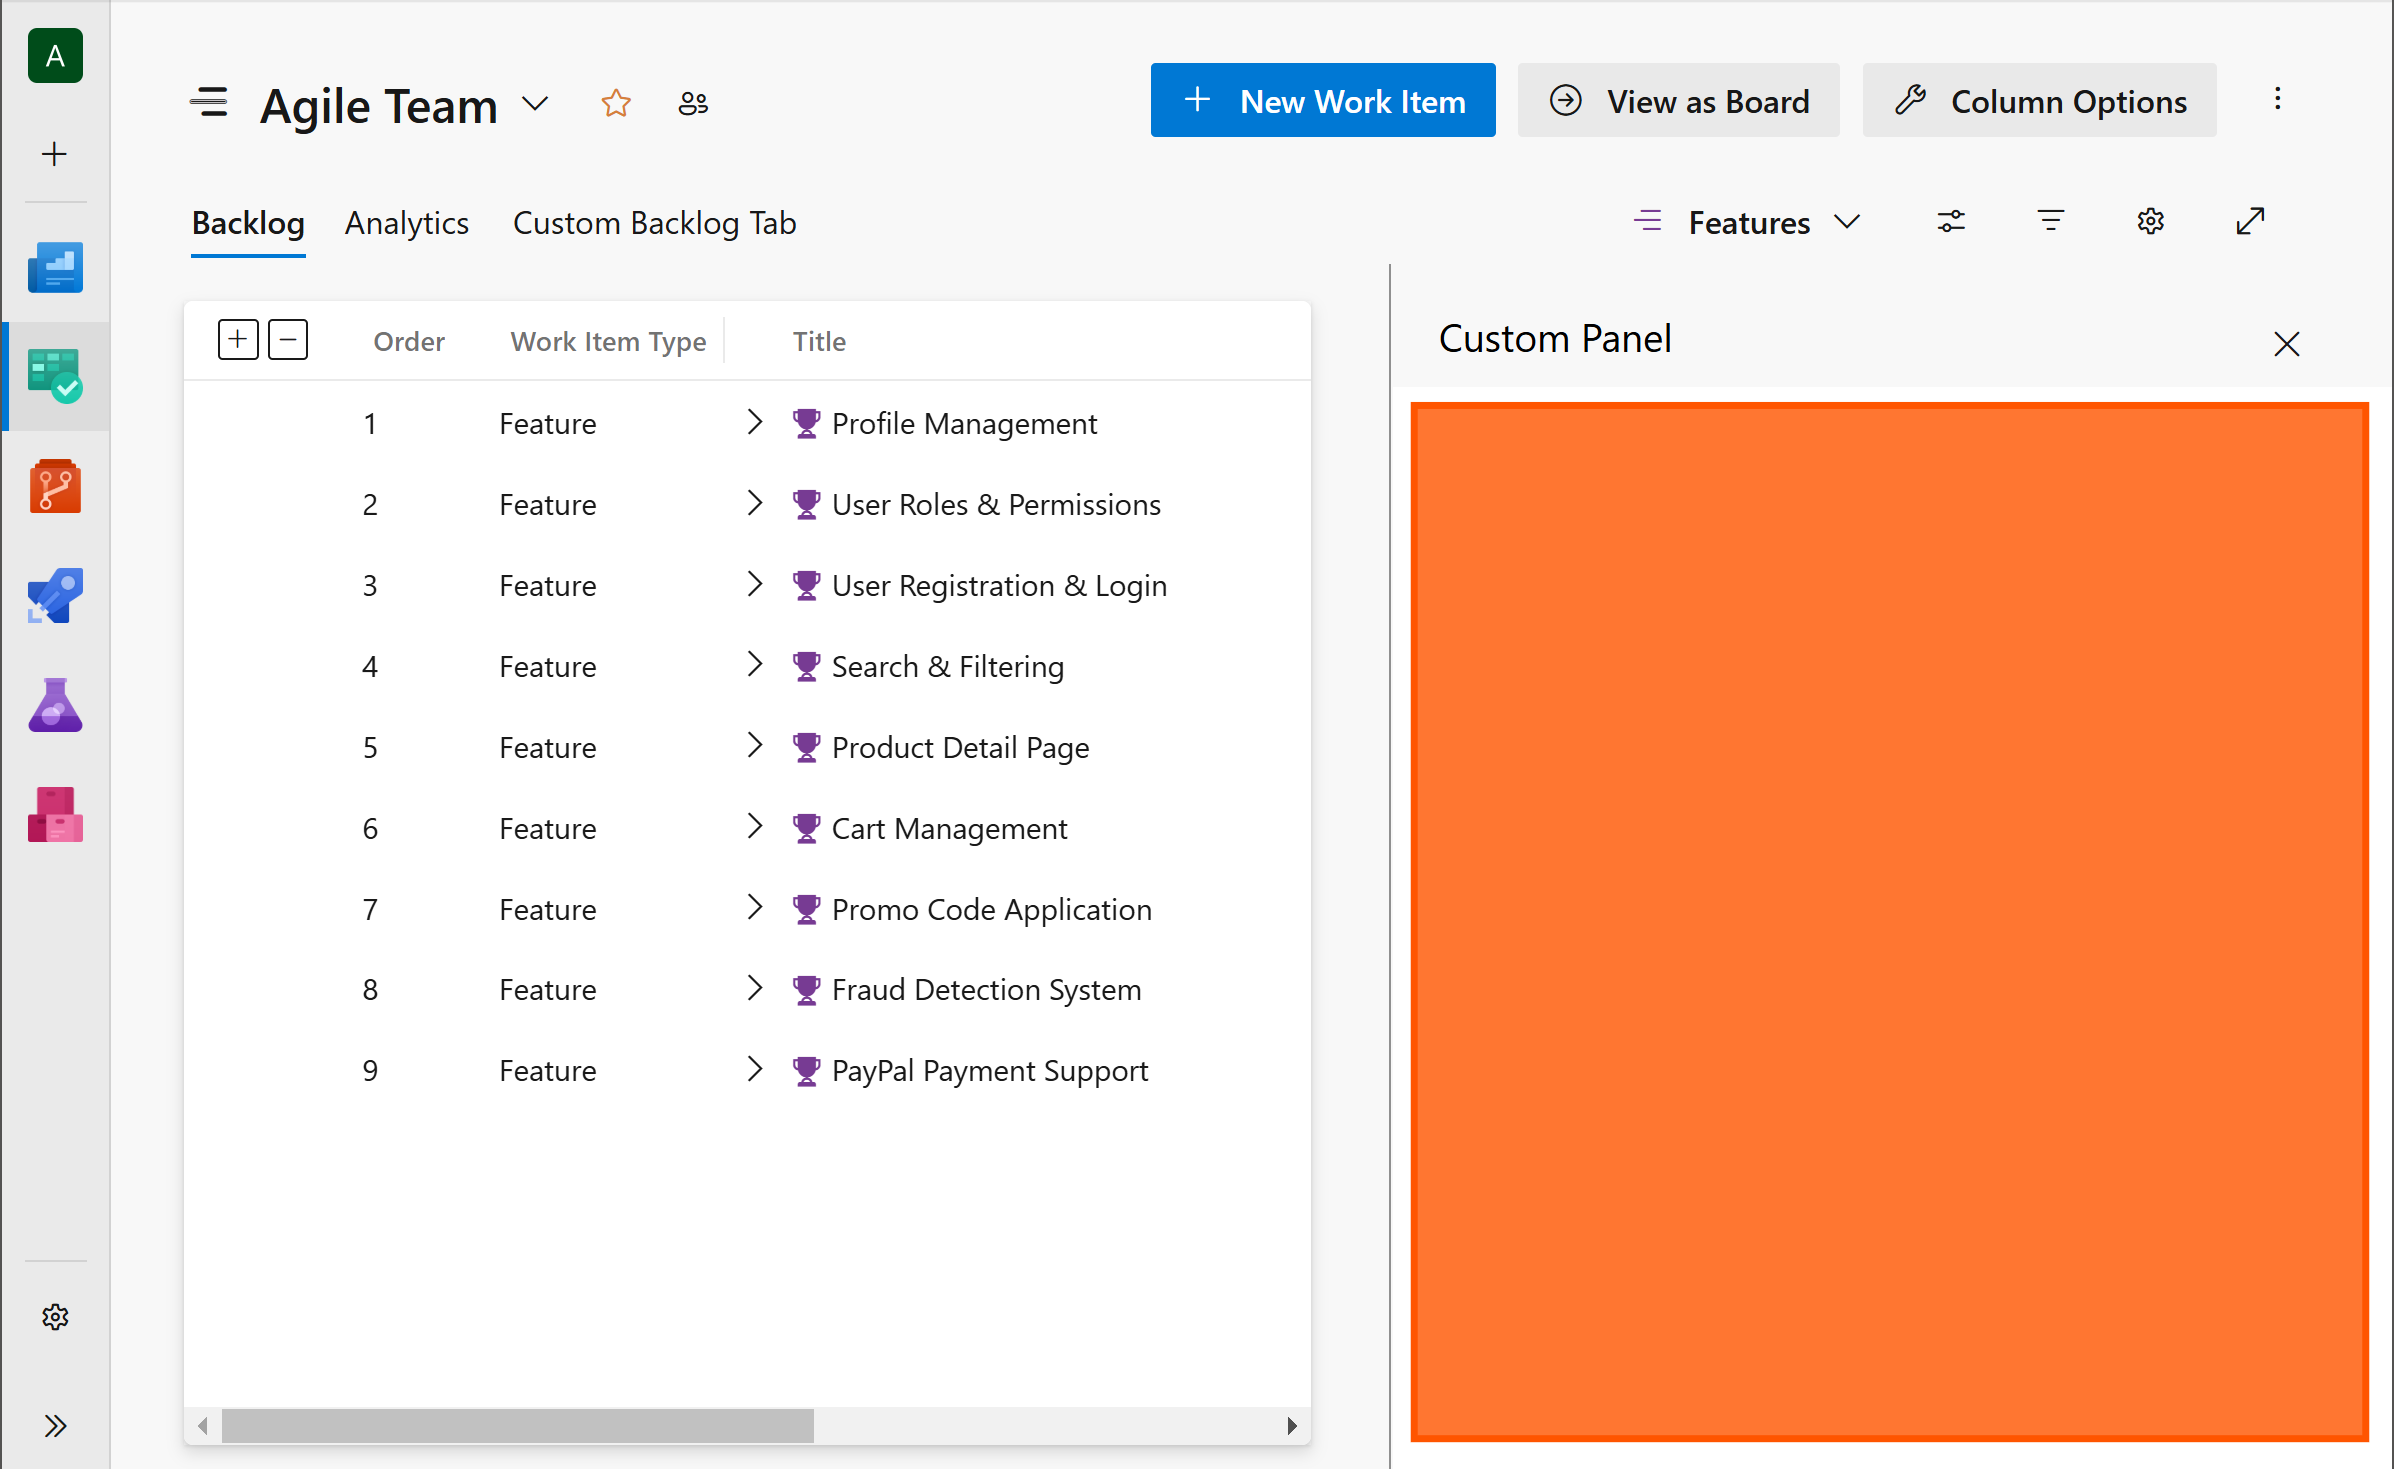 A
Agile Team
New Work Item
View as Board
Column Options
Backlog
Analytics
Custom Backlog Tab
Features
Order Work Item Type Title
1 Feature Profile Management
2 Feature User Roles & Permissions
3 Feature User Registration & Login
4 Feature Search & Filtering
5 Feature Product Detail Page
6 Feature Cart Management
7 Feature Promo Code Application
8 Feature Fraud Detection System
9 Feature PayPal Payment Support
Custom Panel